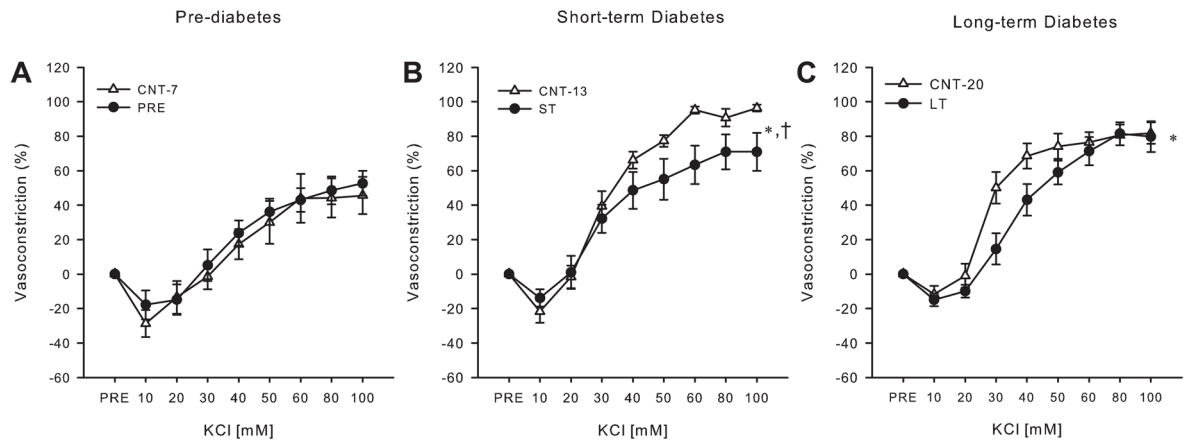 Pre-diabetes
Short-term Diabetes
Long-term Diabetes
A
CNT-7
PRE
Vasoconstriction (%)
120
100
80
60
40
20
0
-20
-40
-60
PRE 10 20 30 40 50 60 80 100
KCl [mM]
B
CNT-13
ST
*,†
Vasoconstriction (%)
120
100
80
60
40
20
0
-20
-40
-60
PRE 10 20 30 40 50 60 80 100
KCl [mM]
C
CNT-20
LT
*
Vasoconstriction (%)
120
100
80
60
40
20
0
-20
-40
-60
PRE 10 20 30 40 50 60 80 100
KCl [mM]